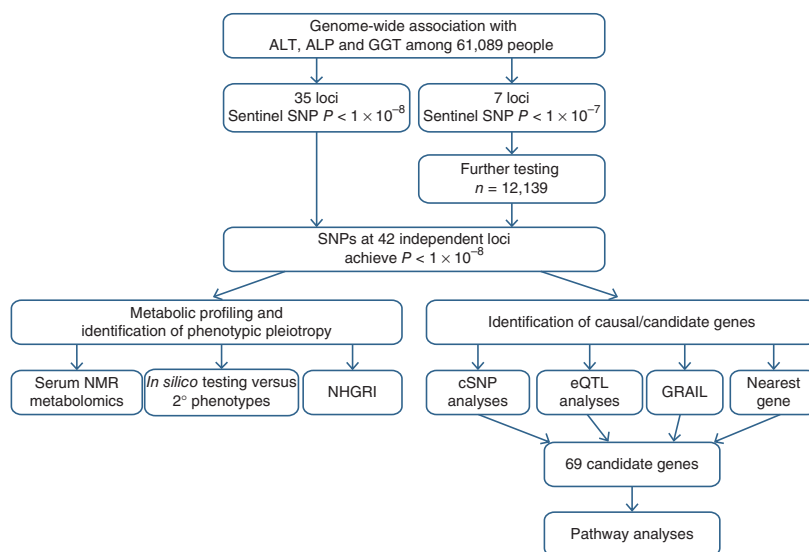 Genome-wide association with
ALT, ALP and GGT among 61,089 people
35 loci
Sentinel SNP P < 1 × 10⁻⁸
7 loci
Sentinel SNP P < 1 × 10⁻⁷
Further testing
n = 12,139
SNPs at 42 independent loci
achieve P < 1 × 10⁻⁸
Metabolic profiling and
identification of phenotypic pleiotropy
Identification of causal/candidate genes
Serum NMR
metabolomics
In silico testing versus
2° phenotypes
NHGRI
cSNP
analyses
eQTL
analyses
GRAIL
Nearest
gene
69 candidate genes
Pathway analyses